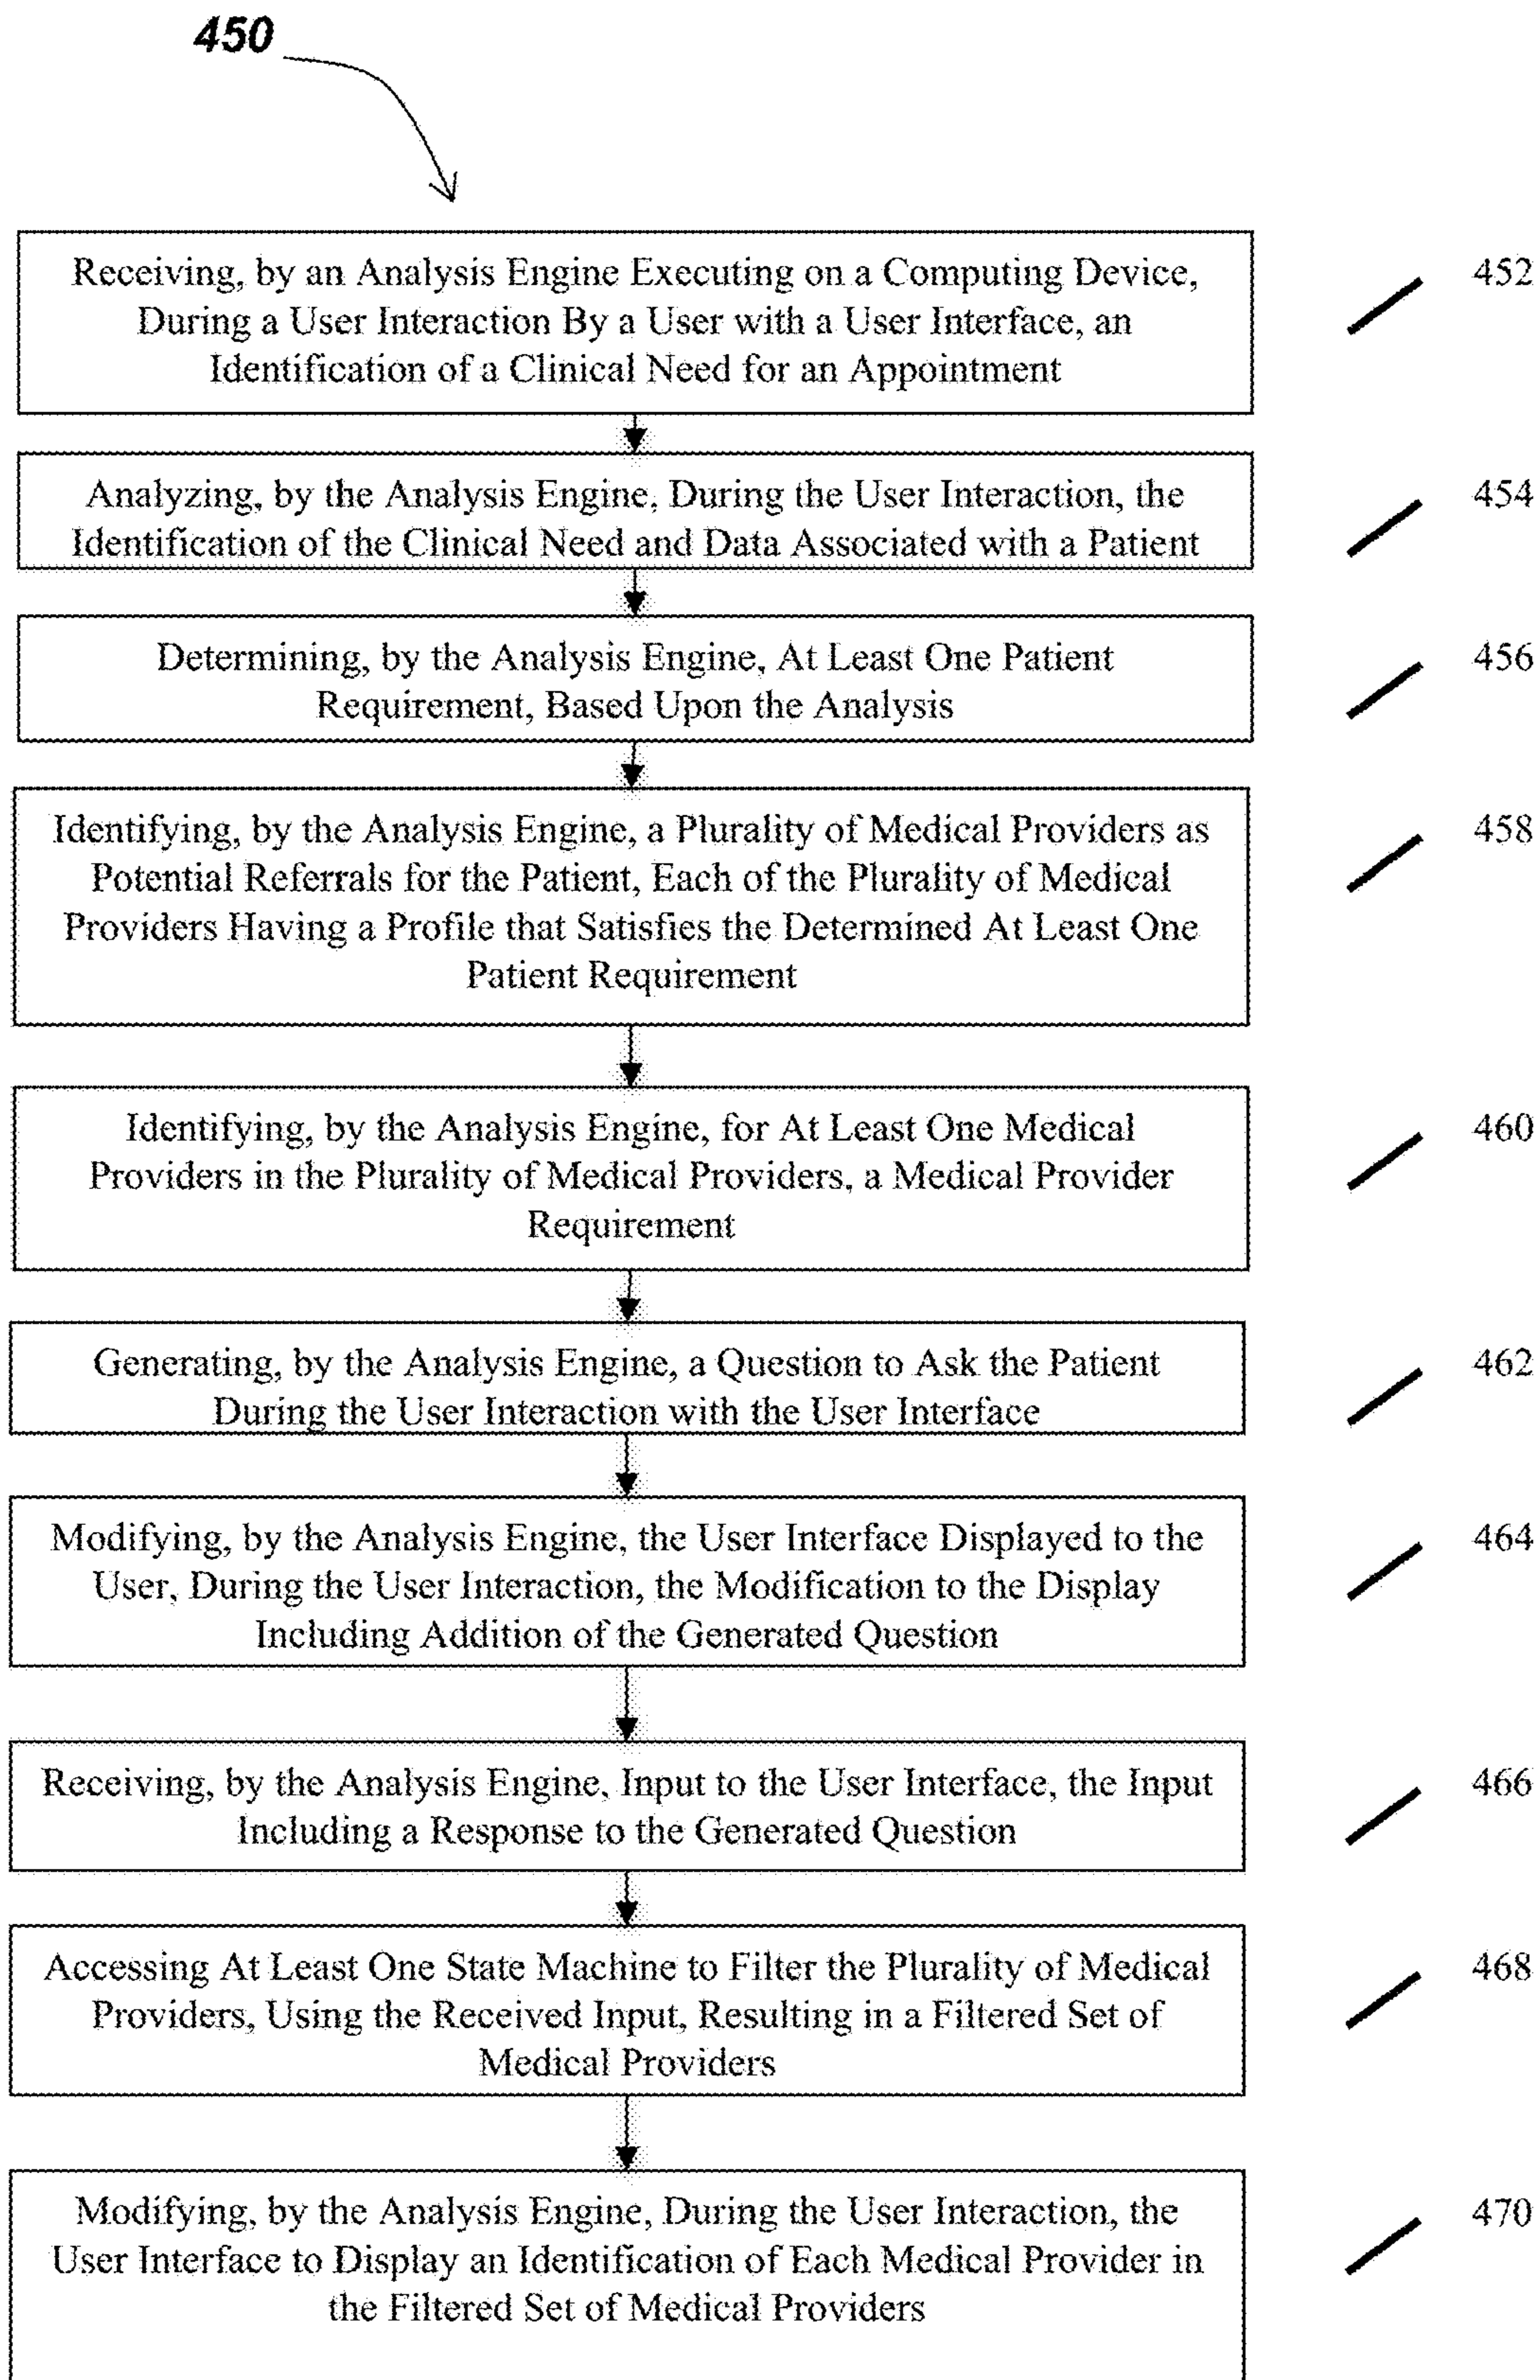 450
Receiving, by an Analysis Engine Executing on a Computing Device,
During a User Interaction By a User with a User Interface, an
Identification of a Clinical Need for an Appointment
452
Analyzing, by the Analysis Engine, During the User Interaction, the
Identification of the Clinical Need and Data Associated with a Patient
454
Determining, by the Analysis Engine, At Least One Patient
Requirement, Based Upon the Analysis
456
Identifying, by the Analysis Engine, a Plurality of Medical Providers as
Potential Referrals for the Patient, Each of the Plurality of Medical
Providers Having a Profile that Satisfies the Determined At Least One
Patient Requirement
458
Identifying, by the Analysis Engine, for At Least One Medical
Providers in the Plurality of Medical Providers, a Medical Provider
Requirement
460
Generating, by the Analysis Engine, a Question to Ask the Patient
During the User Interaction with the User Interface
462
Modifying, by the Analysis Engine, the User Interface Displayed to the
User, During the User Interaction, the Modification to the Display
Including Addition of the Generated Question
464
Receiving, by the Analysis Engine, Input to the User Interface, the Input
Including a Response to the Generated Question
466
Accessing At Least One State Machine to Filter the Plurality of Medical
Providers, Using the Received Input, Resulting in a Filtered Set of
Medical Providers
468
Modifying, by the Analysis Engine, During the User Interaction, the
User Interface to Display an Identification of Each Medical Provider in
the Filtered Set of Medical Providers
470